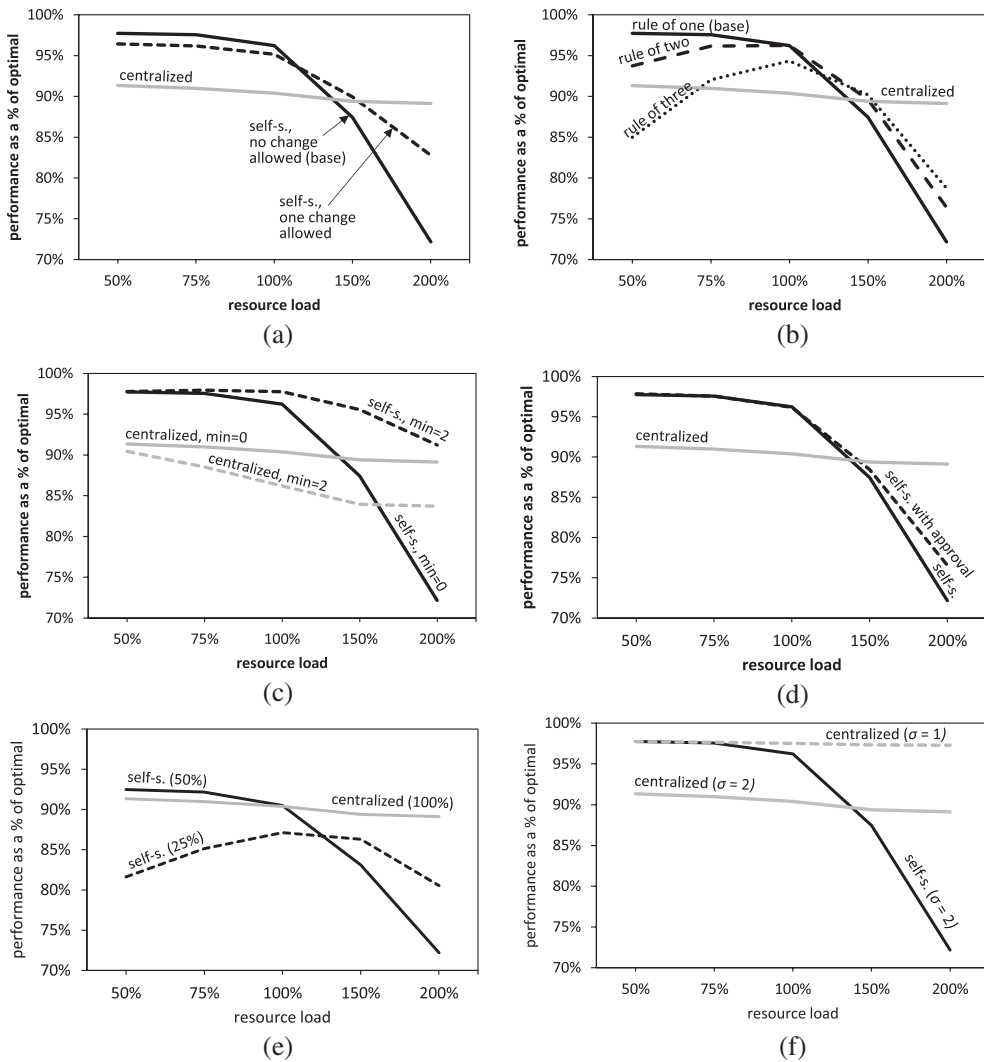 100%
95%
90%
85%
80%
75%
70%
performance as a % of optimal
centralized
self-s.,
no change
allowed (base)
self-s.,
one change
allowed
50% 75% 100% 150% 200%
resource load
(a)
100%
95%
90%
85%
80%
75%
70%
performance as a % of optimal
rule of one (base)
rule of two
rule of three
centralized
50% 75% 100% 150% 200%
resource load
(b)
100%
95%
90%
85%
80%
75%
70%
performance as a % of optimal
self-s., min=2
centralized, min=0
centralized, min=2
self-s., min=0
50% 75% 100% 150% 200%
resource load
(c)
100%
95%
90%
85%
80%
75%
70%
performance as a % of optimal
centralized
self-s. with approval
self-s.
50% 75% 100% 150% 200%
resource load
(d)
100%
95%
90%
85%
80%
75%
70%
performance as a % of optimal
self-s. (50%)
centralized (100%)
self-s. (25%)
50% 75% 100% 150% 200%
resource load
(e)
100%
95%
90%
85%
80%
75%
70%
performance as a % of optimal
centralized (σ = 1)
centralized (σ = 2)
self-s. (σ = 2)
50% 75% 100% 150% 200%
resource load
(f)